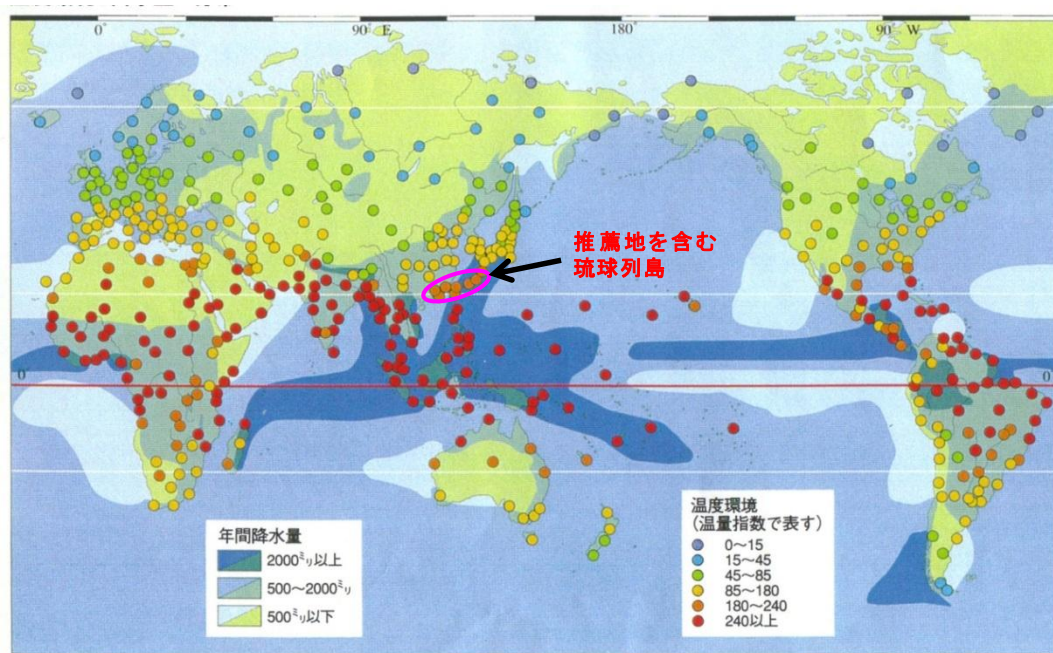 0°
90° E
180°
90° W
推薦地を含む
琉球列島
0°
0
年間降水量
2000ミリ以上
500〜2000ミリ
500ミリ以下
温度環境
(温量指数で表す)
0〜15
15〜45
45〜85
85〜180
180〜240
240以上